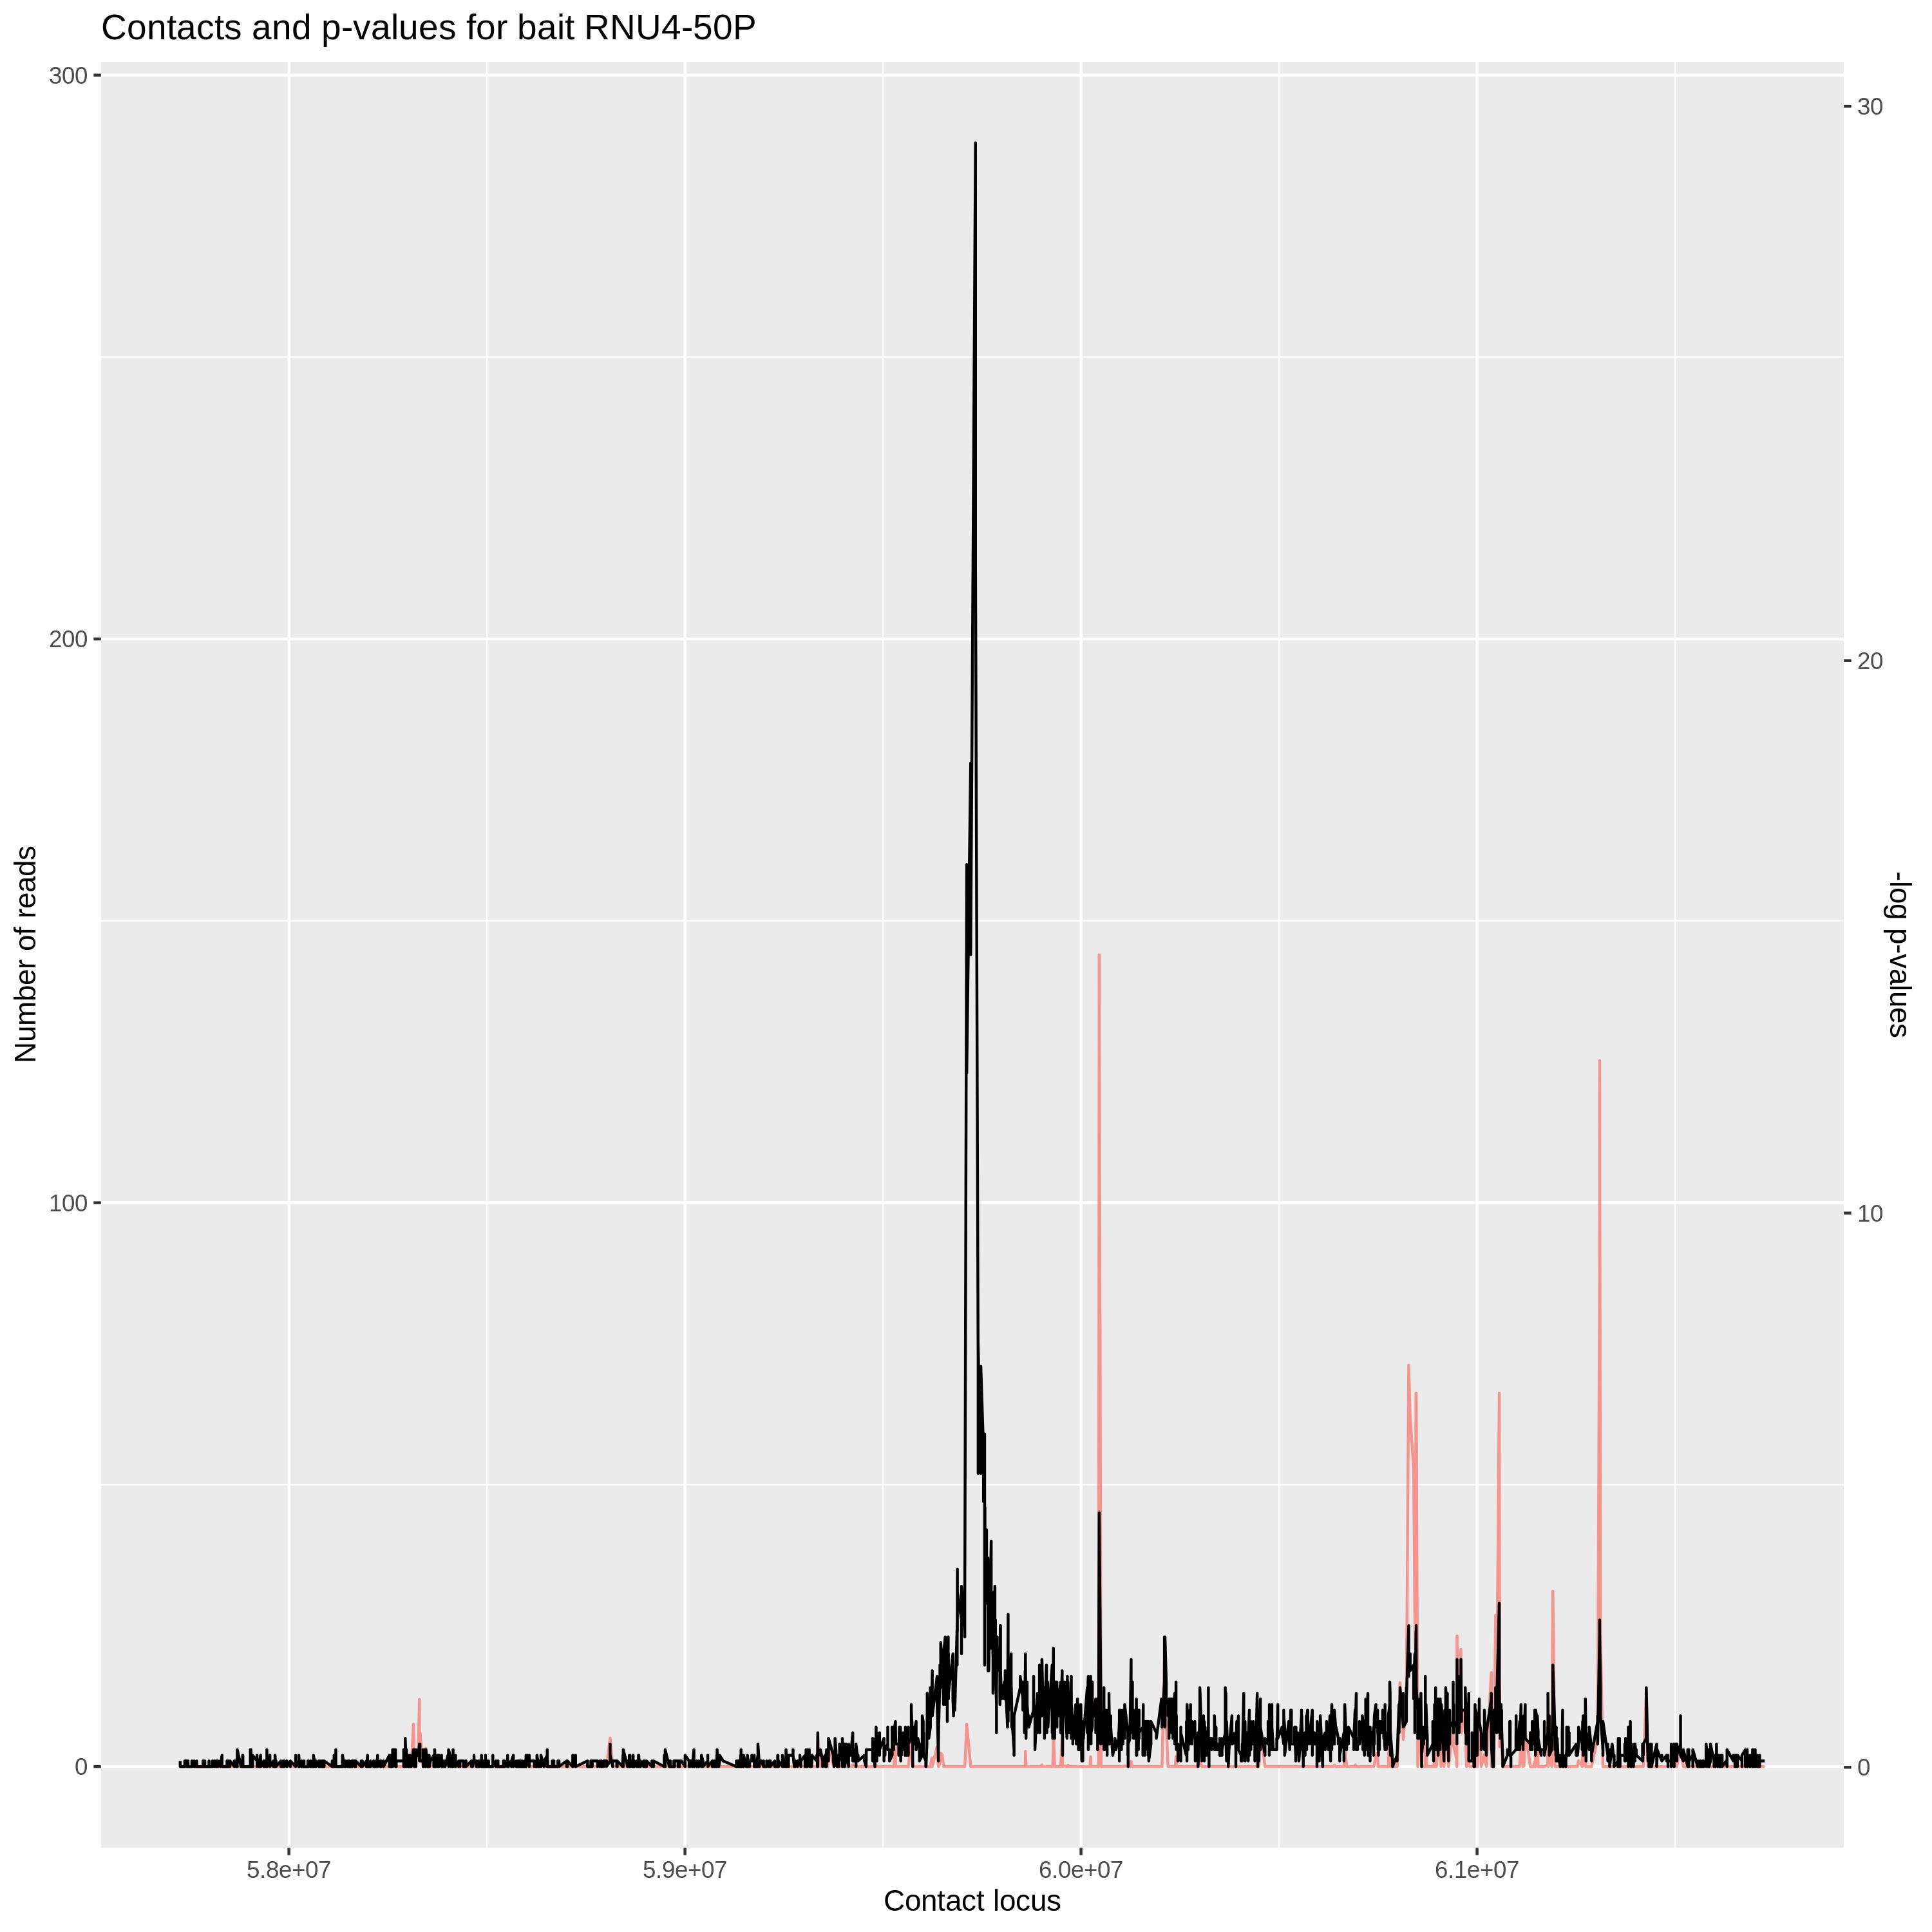 Contacts and p-values for bait RNU4-50P
300
200
100
0
Number of reads
30
20
10
0
-log p-values
5.8e+07
5.9e+07
6.0e+07
6.1e+07
Contact locus